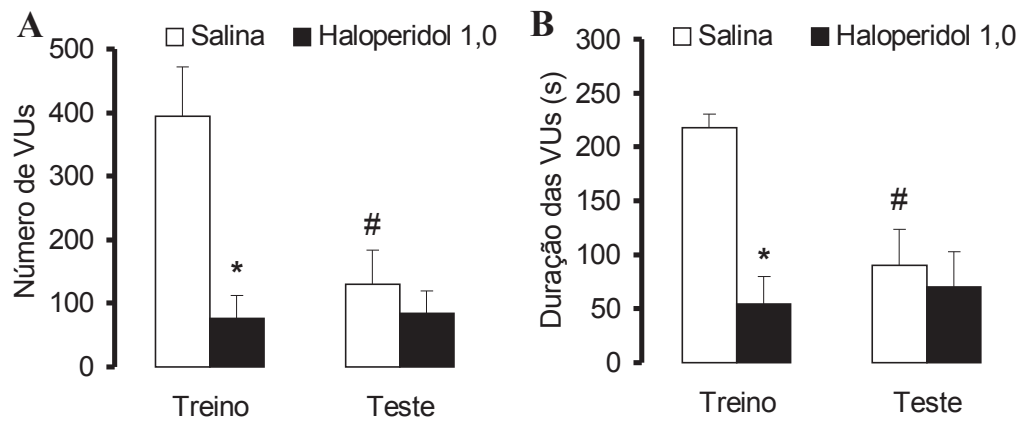 A
Salina Haloperidol 1,0
Número de VUs
500
400
300
200
100
0
*
#
Treino Teste
B
Salina Haloperidol 1,0
Duração das VUs (s)
300
250
200
150
100
50
0
*
#
Treino Teste